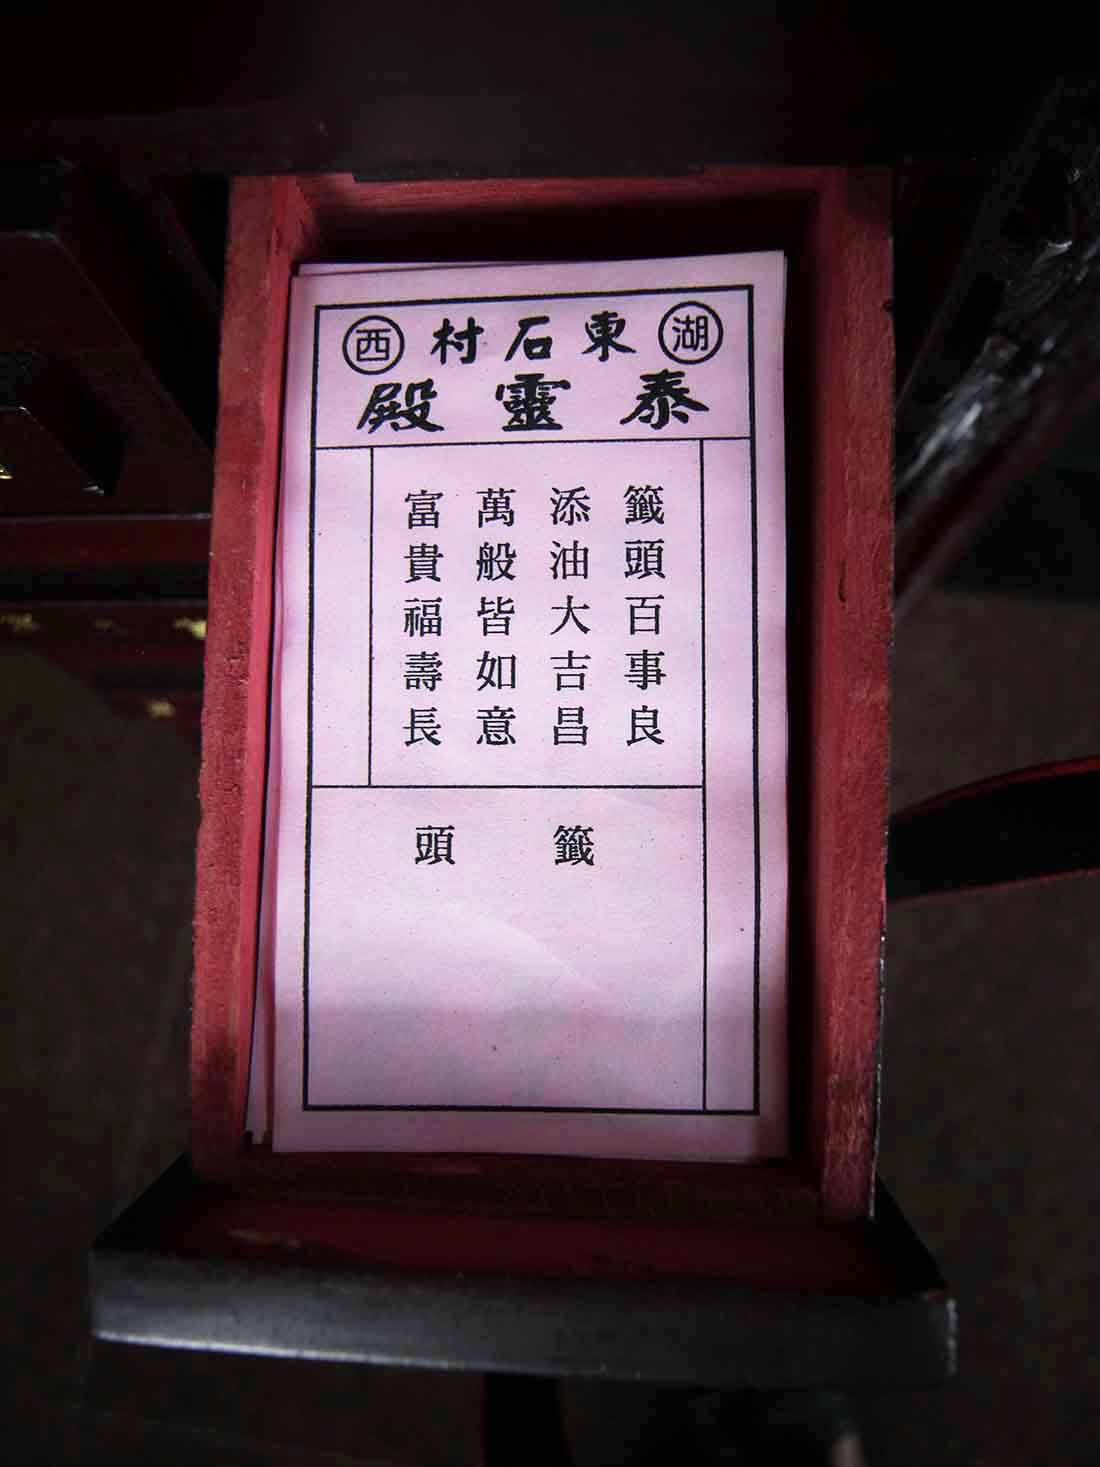 湖東石村西
泰靈殿
籤頭百事良
添油大吉昌
萬般皆如意
富貴福壽長
籤頭